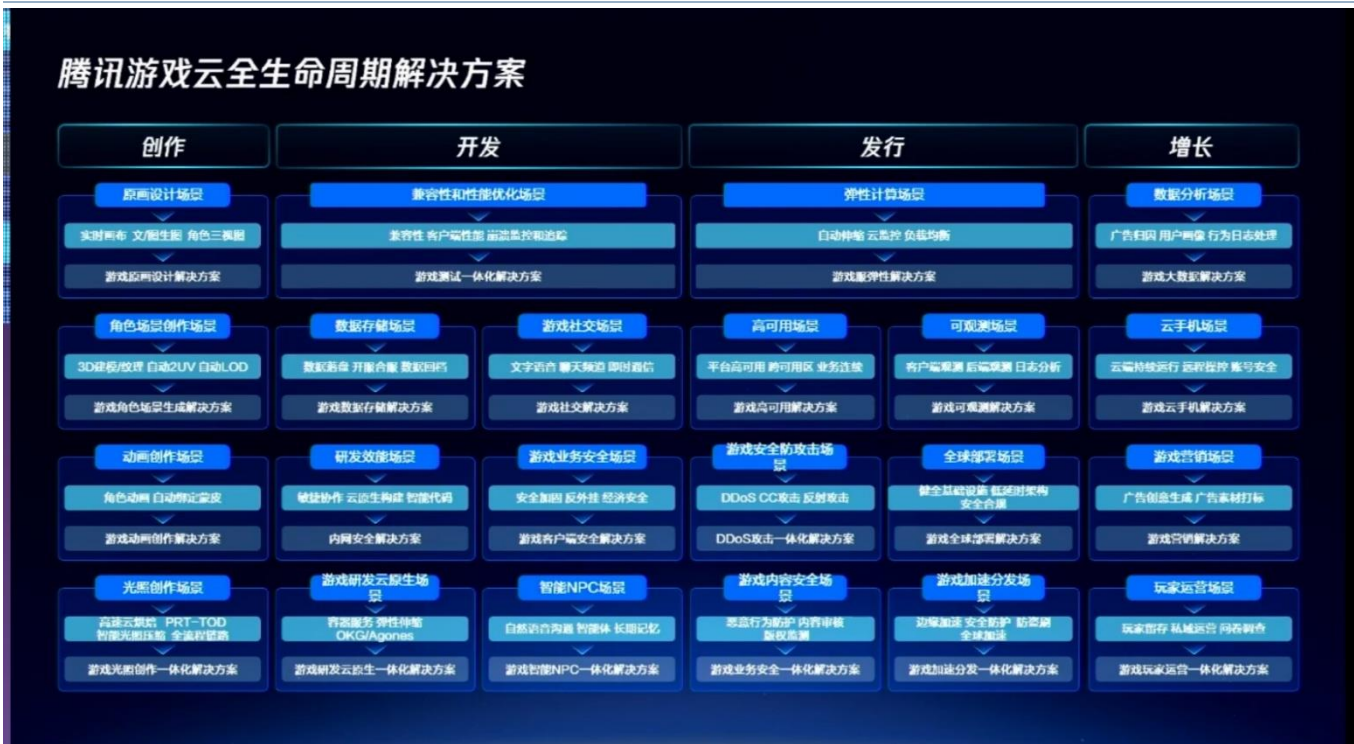 腾讯游戏云全生命周期解决方案
创作
开发
发行
增长
原画设计场景
实时画布 文/图生图 角色三视图
游戏原画设计解决方案
兼容性和性能优化场景
兼容性 客户端性能 崩溃监控和追踪
游戏测试一体化解决方案
弹性计算场景
自动伸缩 云监控 负载均衡
游戏服弹性解决方案
数据分析场景
广告归因 用户画像 行为日志处理
游戏大数据解决方案
角色场景创作场景
3D建模/纹理 自动2UV 自动LOD
游戏角色场景生成解决方案
数据存储场景
数据落盘 开服合服 数据回档
游戏数据存储解决方案
游戏社交场景
文字语音 聊天频道 即时通信
游戏社交解决方案
高可用场景
平台高可用 跨可用区 业务连续
游戏高可用解决方案
可观测场景
客户端观测 后端观测 日志分析
游戏可观测解决方案
云手机场景
云端持续运行 远程操控 账号安全
游戏云手机解决方案
动画创作场景
角色动画 自动绑定蒙皮
游戏动画创作解决方案
研发效能场景
敏捷协作 云原生构建 智能代码
内网安全解决方案
游戏业务安全场景
安全加固 反外挂 经济安全
游戏客户端安全解决方案
游戏安全防攻击场
景
DDoS CC攻击 反射攻击
DDoS攻击一体化解决方案
全球部署场景
健全基础设施 低延时架构
安全合规
游戏全球部署解决方案
游戏营销场景
广告创意生成 广告素材打标
游戏营销解决方案
光照创作场景
高速云烘焙 PRT-TOD
智能光照压缩 全流程链路
游戏光照创作一体化解决方案
游戏研发云原生场
景
容器服务 弹性伸缩
OKG/Agones
游戏研发云原生一体化解决方案
智能NPC场景
自然语言沟通 智能体 长期记忆
游戏智能NPC一体化解决方案
游戏内容安全场
景
恶意行为防护 内容审核
版权监测
游戏业务安全一体化解决方案
游戏加速分发场
景
边缘加速 安全防护 防盗刷
全球加速
游戏加速分发一体化解决方案
玩家运营场景
玩家留存 私域运营 问卷调查
游戏玩家运营一体化解决方案